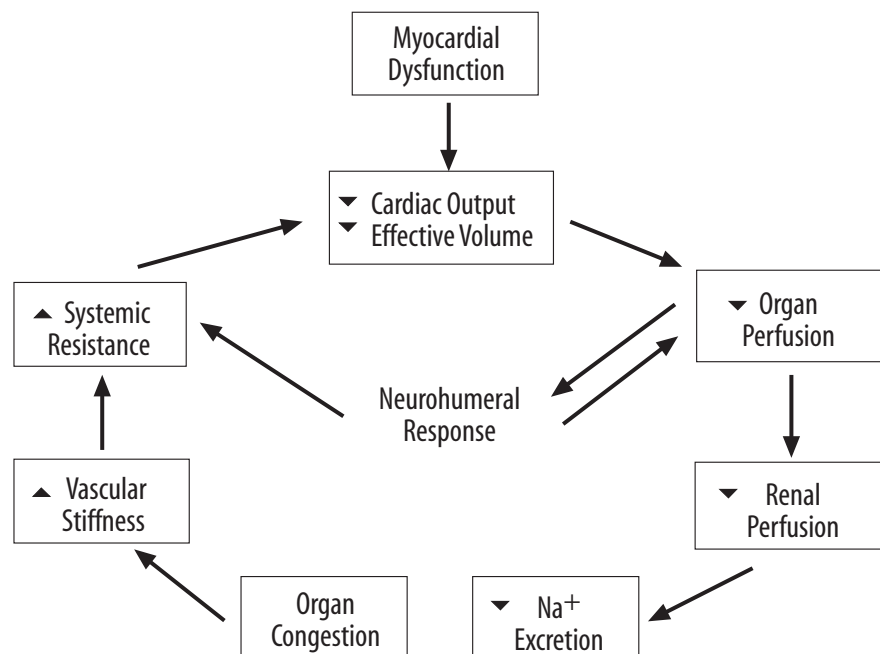 Myocardial
Dysfunction
▼ Cardiac Output
▼ Effective Volume
▲ Systemic
Resistance
▼ Organ
Perfusion
Neurohumeral
Response
▲ Vascular
Stiffness
▼ Renal
Perfusion
Organ
Congestion
▼ Na⁺
Excretion